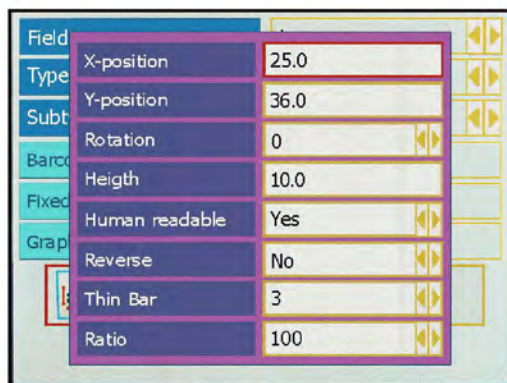 Field
Type
Subt
Barco
Fixed
Grap
X-position 25.0
Y-position 36.0
Rotation 0
Heigth 10.0
Human readable Yes
Reverse No
Thin Bar 3
Ratio 100